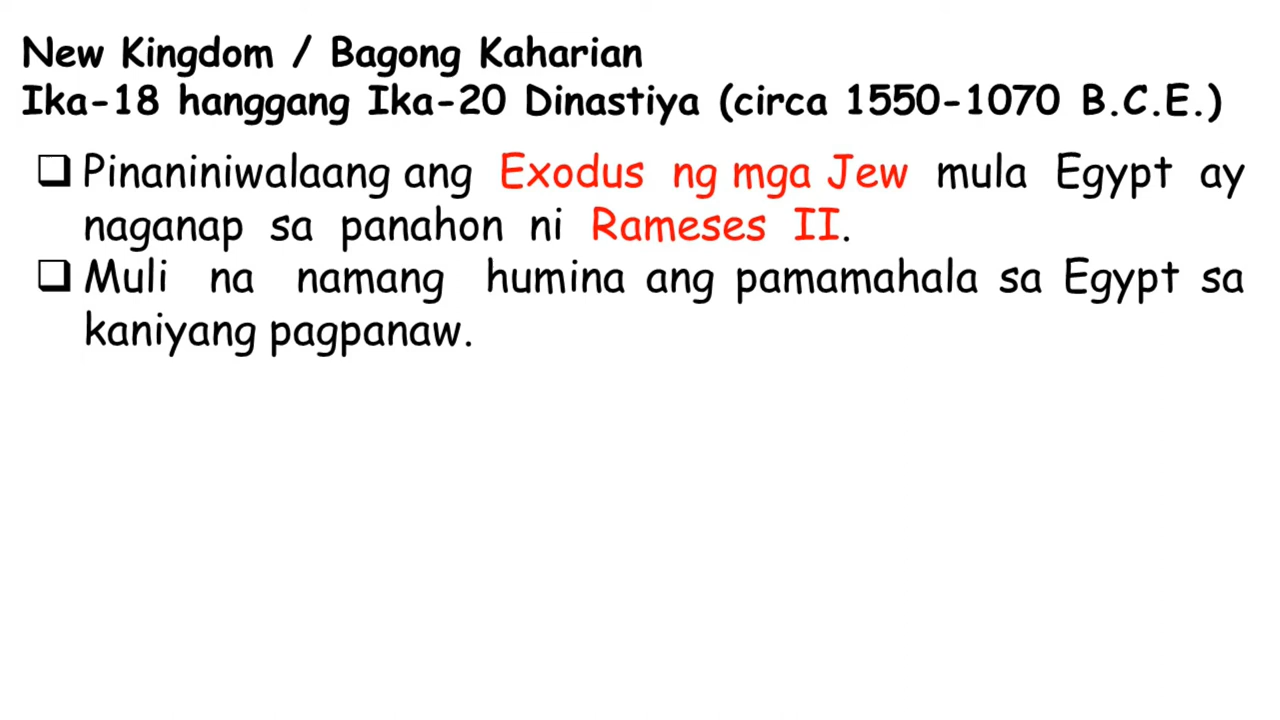 New Kingdom / Bagong Kaharian
Ika-18 hanggang Ika-20 Dinastiya (circa 1550-1070 B.C.E.)
❑ Pinaniniwalaang ang Exodus ng mga Jew mula Egypt ay
naganap sa panahon ni Rameses II.
❑ Muli na namang humina ang pamamahala sa Egypt sa
kaniyang pagpanaw.